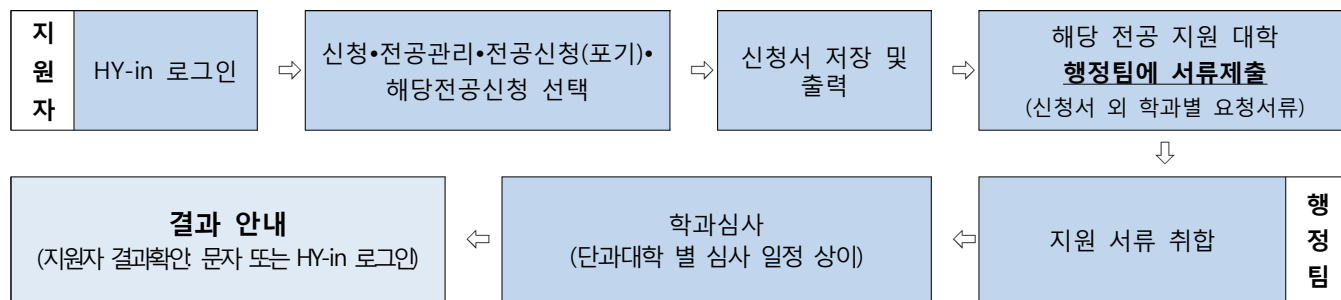 지
원
자
HY-in 로그인
신청•전공관리•전공신청(포기)•
해당전공신청 선택
신청서 저장 및
출력
해당 전공 지원 대학
행정팀에 서류제출
(신청서 외 학과별 요청서류)
결과 안내
(지원자 결과확인: 문자 또는 HY-in 로그인)
학과심사
(단과대학 별 심사 일정 상이)
지원 서류 취합
행
정
팀